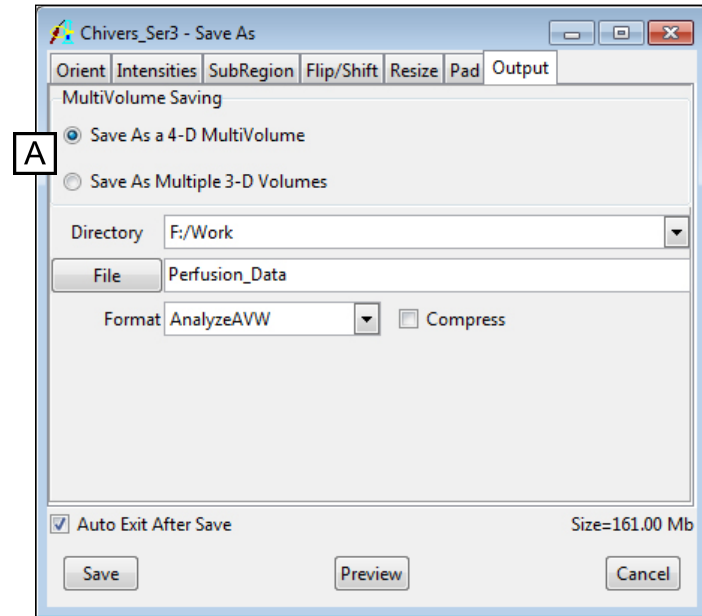 Chivers_Ser3 - Save As
Orient Intensities SubRegion Flip/Shift Resize Pad Output
MultiVolume Saving
A
Save As a 4-D MultiVolume
Save As Multiple 3-D Volumes
Directory F:/Work
File Perfusion_Data
Format AnalyzeAVW Compress
Auto Exit After Save Size=161.00 Mb
Save Preview Cancel